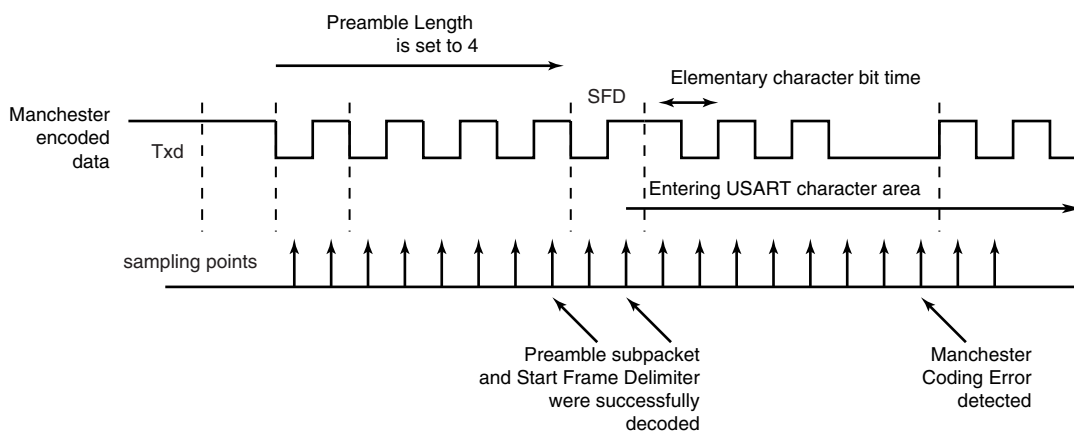 Preamble Length
is set to 4
Elementary character bit time
SFD
Manchester
encoded
data
Txd
Entering USART character area
sampling points
Preamble subpacket
and Start Frame Delimiter
were successfully
decoded
Manchester
Coding Error
detected